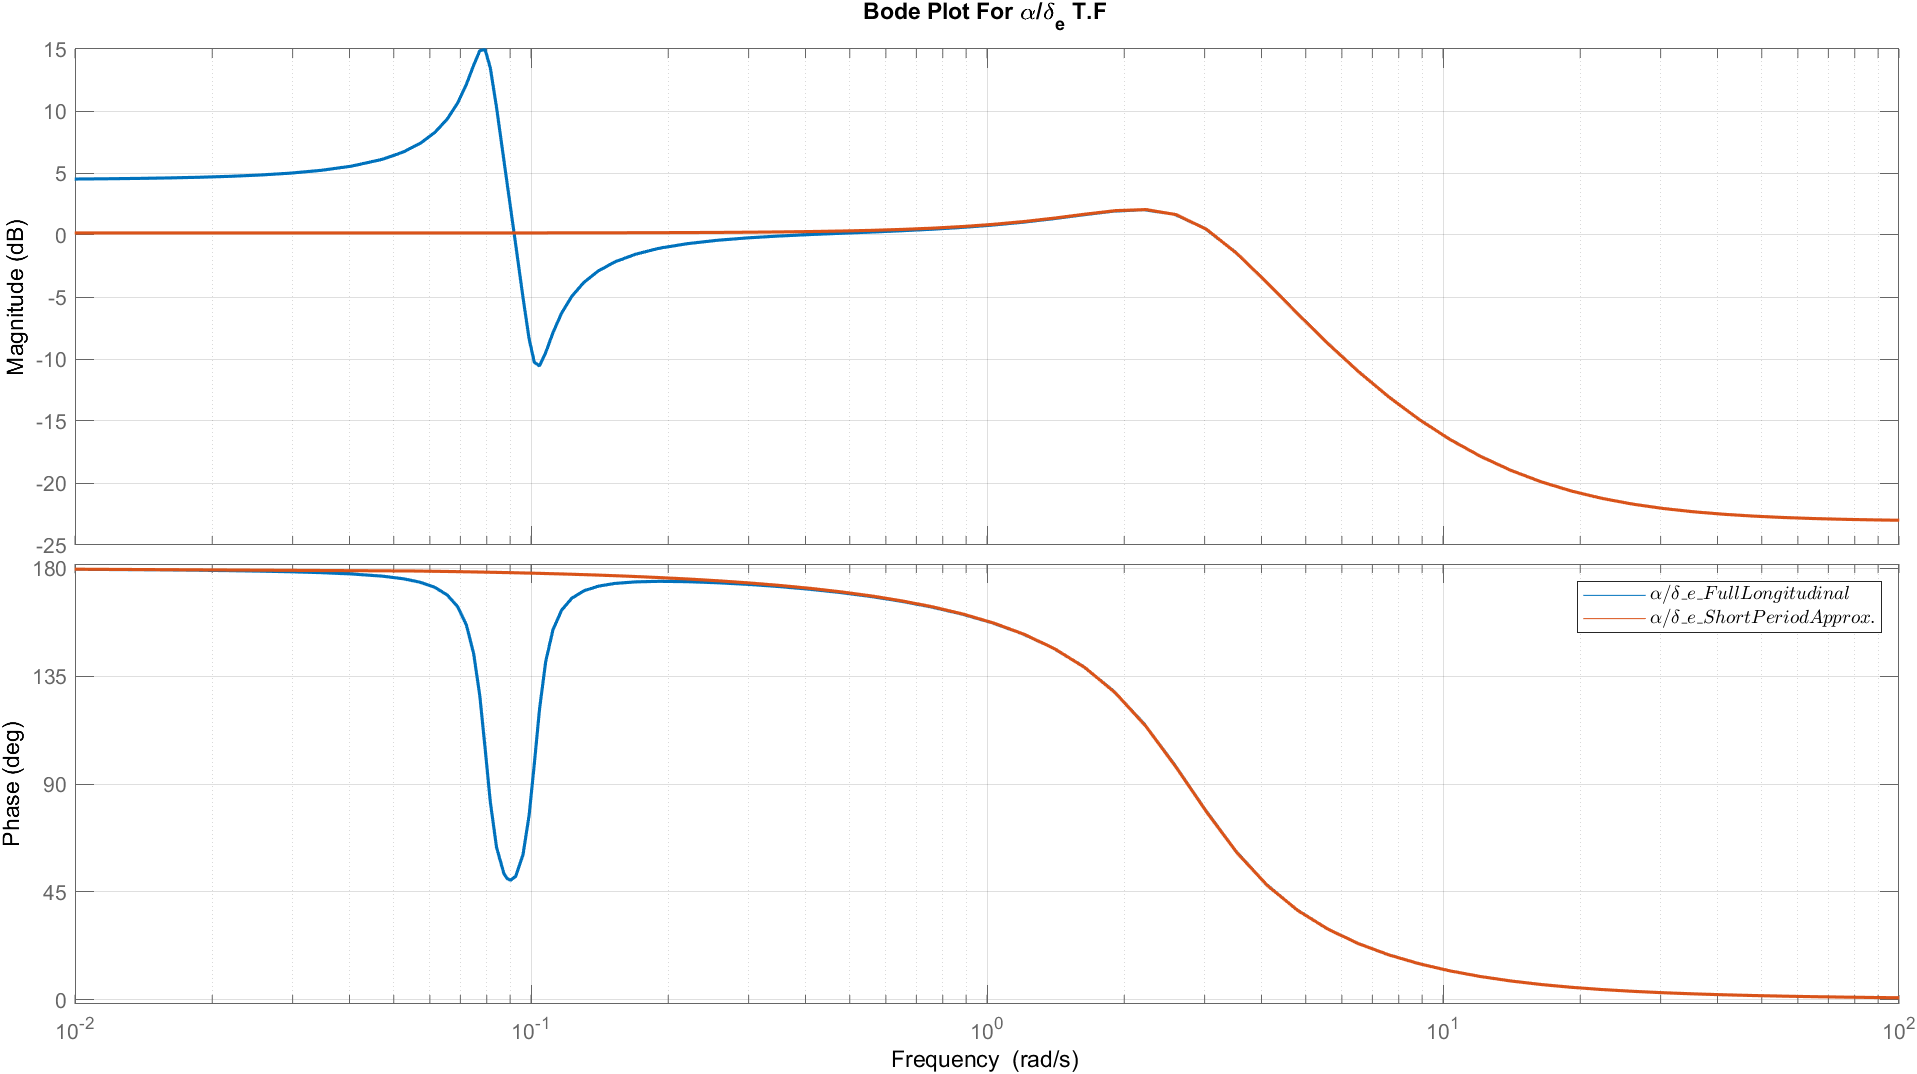 Bode Plot For α/δe T.F
Magnitude (dB)
15
10
5
0
-5
-10
-15
-20
-25
Phase (deg)
180
135
90
45
0
α/δ_e_FullLongitudinal
α/δ_e_ShortPeriodApprox.
10-2 10-1 100 101 102
Frequency (rad/s)